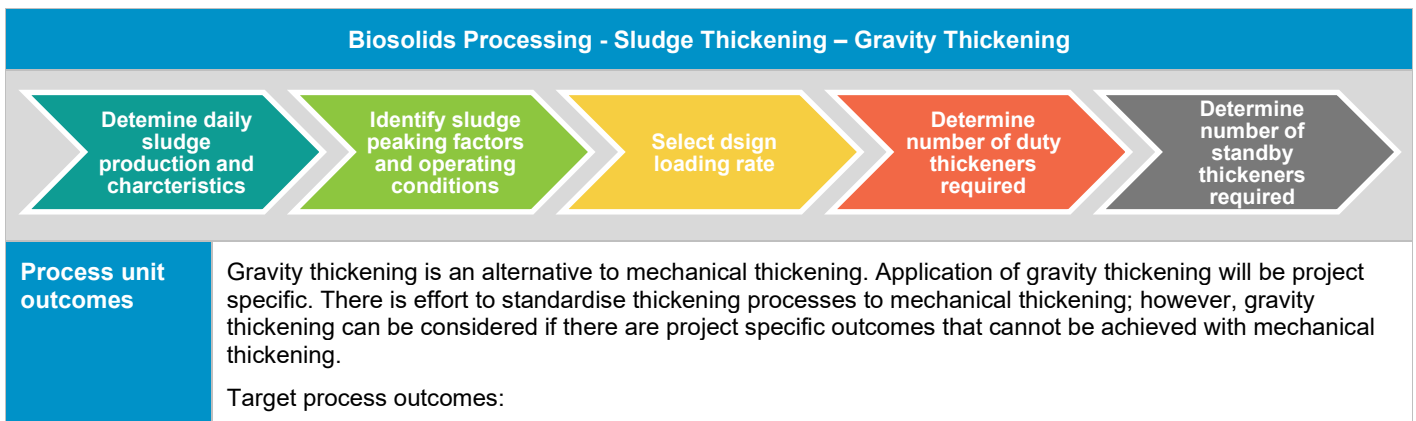 Biosolids Processing - Sludge Thickening – Gravity Thickening
Detemine daily
sludge
production and
charcteristics
Identify sludge
peaking factors
and operating
conditions
Select dsign
loading rate
Determine
number of duty
thickeners
required
Determine
number of
standby
thickeners
required
Process unit
outcomes
Gravity thickening is an alternative to mechanical thickening. Application of gravity thickening will be project
specific. There is effort to standardise thickening processes to mechanical thickening; however, gravity
thickening can be considered if there are project specific outcomes that cannot be achieved with mechanical
thickening.
Target process outcomes: